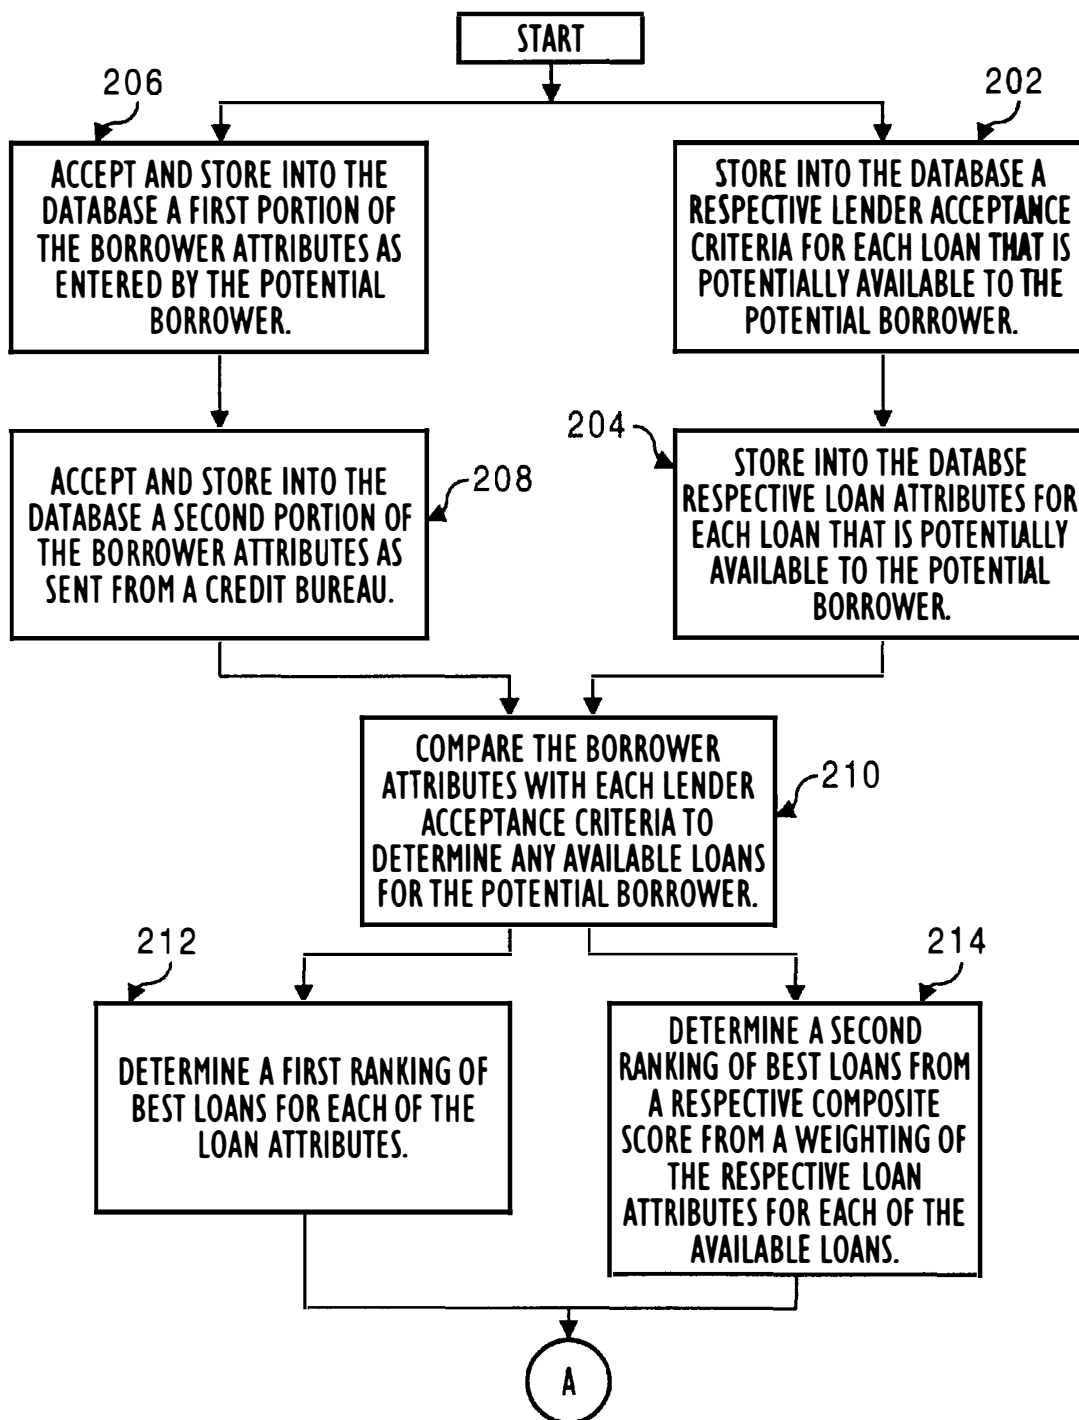 START
206
202
ACCEPT AND STORE INTO THE
DATABASE A FIRST PORTION OF
THE BORROWER ATTRIBUTES AS
ENTERED BY THE POTENTIAL
BORROWER.
STORE INTO THE DATABASE A
RESPECTIVE LENDER ACCEPTANCE
CRITERIA FOR EACH LOAN THAT IS
POTENTIALLY AVAILABLE TO THE
POTENTIAL BORROWER.
204
ACCEPT AND STORE INTO THE
DATABASE A SECOND PORTION OF
THE BORROWER ATTRIBUTES AS
SENT FROM A CREDIT BUREAU.
208
STORE INTO THE DATABSE
RESPECTIVE LOAN ATTRIBUTES FOR
EACH LOAN THAT IS POTENTIALLY
AVAILABLE TO THE POTENTIAL
BORROWER.
COMPARE THE BORROWER
ATTRIBUTES WITH EACH LENDER
ACCEPTANCE CRITERIA TO
DETERMINE ANY AVAILABLE LOANS
FOR THE POTENTIAL BORROWER.
210
212
214
DETERMINE A FIRST RANKING OF
BEST LOANS FOR EACH OF THE
LOAN ATTRIBUTES.
DETERMINE A SECOND
RANKING OF BEST LOANS FROM
A RESPECTIVE COMPOSITE
SCORE FROM A WEIGHTING OF
THE RESPECTIVE LOAN
ATTRIBUTES FOR EACH OF THE
AVAILABLE LOANS.
A